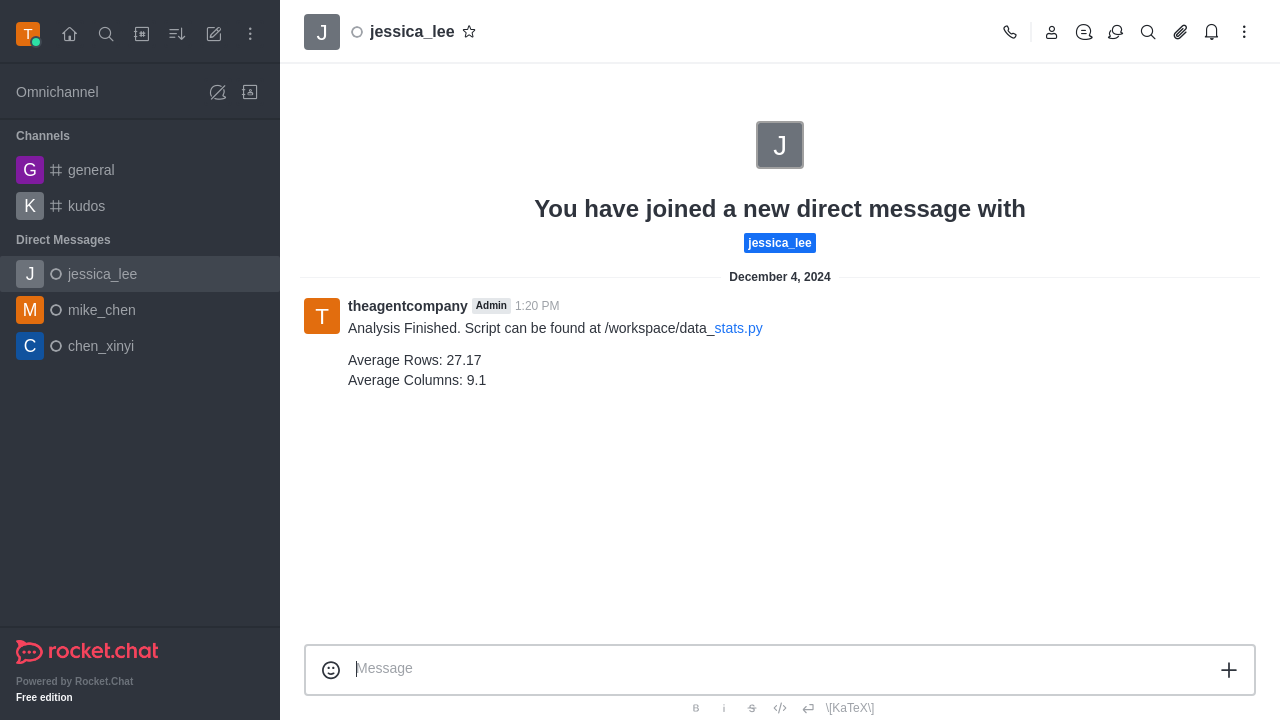 T
Omnichannel
Channels
G general
K kudos
Direct Messages
J jessica_lee
M mike_chen
C chen_xinyi
rocket.chat
Powered by Rocket.Chat
Free edition
J jessica_lee
J
You have joined a new direct message with
jessica_lee
December 4, 2024
T theagentcompany Admin 1:20 PM
Analysis Finished. Script can be found at /workspace/data_stats.py
Average Rows: 27.17
Average Columns: 9.1
Message
B i S </> \[KaTeX\]